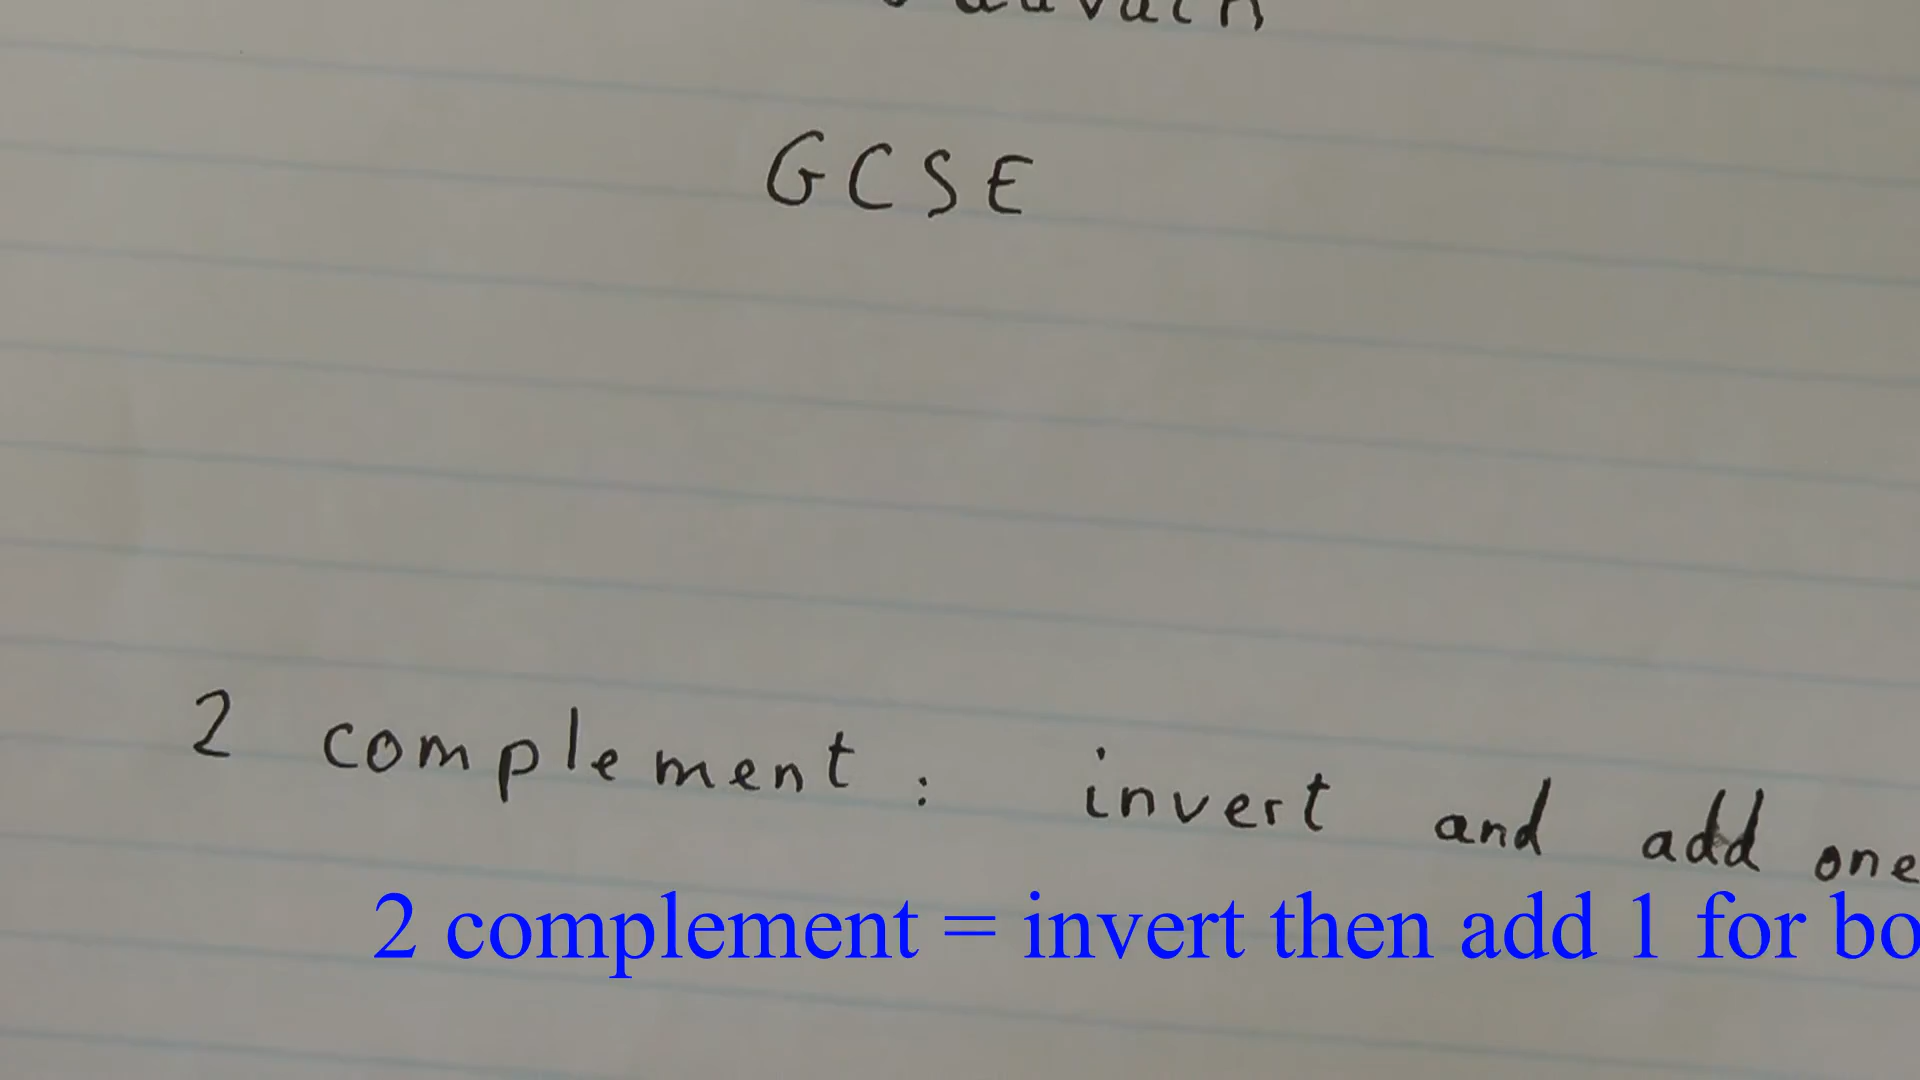 GCSE
2 complement : invert and add one
2 complement = invert then add 1 for bo